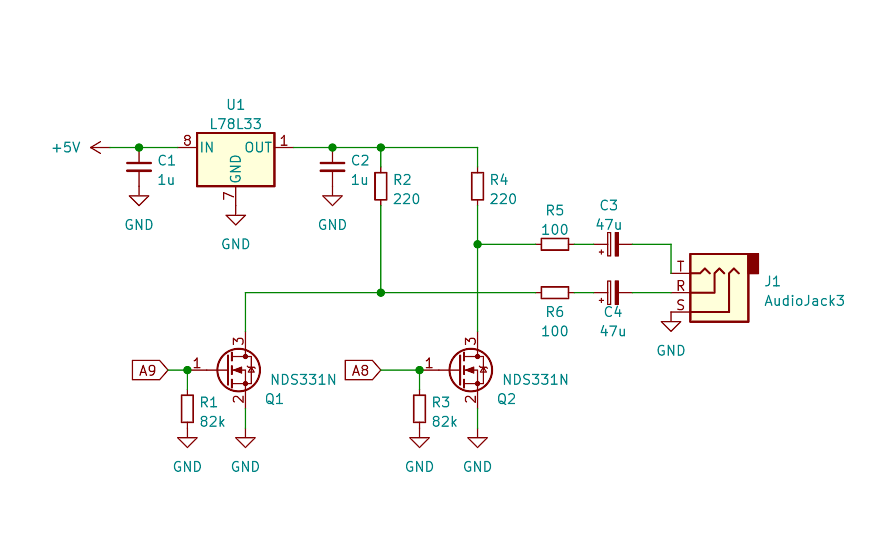 U1
L78L33
+5V
8
IN
OUT
1
GND
7
GND
C1
1u
GND
C2
1u
GND
R2
220
R4
220
R5
100
C3
47u
+
R6
100
C4
47u
+
T
R
S
J1
AudioJack3
GND
A9
1
3
2
NDS331N
Q1
R1
82k
GND
GND
A8
1
3
2
NDS331N
Q2
R3
82k
GND
GND